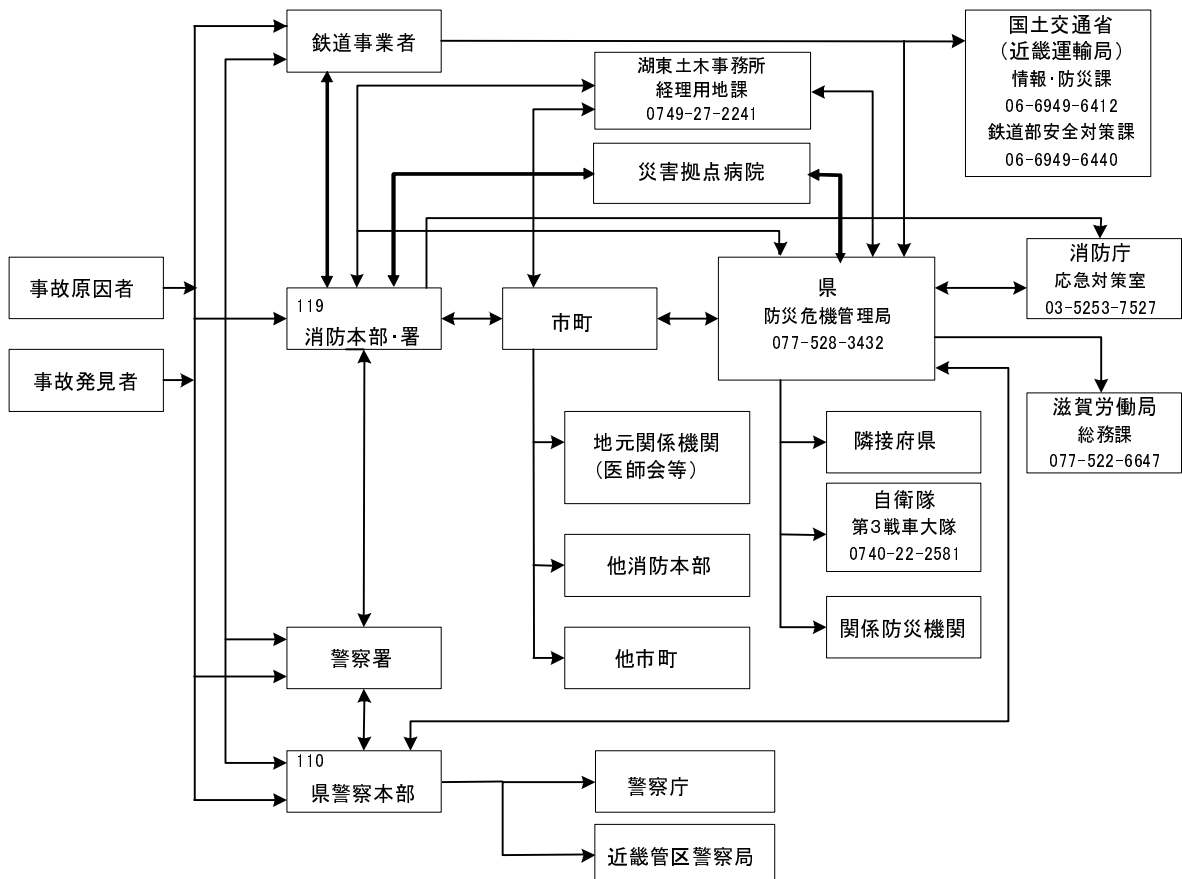 鉄道事業者
国土交通省
（近畿運輸局）
情報・防災課
06-6949-6412
鉄道部安全対策課
06-6949-6440
湖東土木事務所
経理用地課
0749-27-2241
災害拠点病院
事故原因者
事故発見者
119
消防本部・署
市町
県
防災危機管理局
077-528-3432
消防庁
応急対策室
03-5253-7527
滋賀労働局
総務課
077-522-6647
地元関係機関
（医師会等）
隣接府県
自衛隊
第3戦車大隊
0740-22-2581
他消防本部
関係防災機関
警察署
他市町
110
県警察本部
警察庁
近畿管区警察局